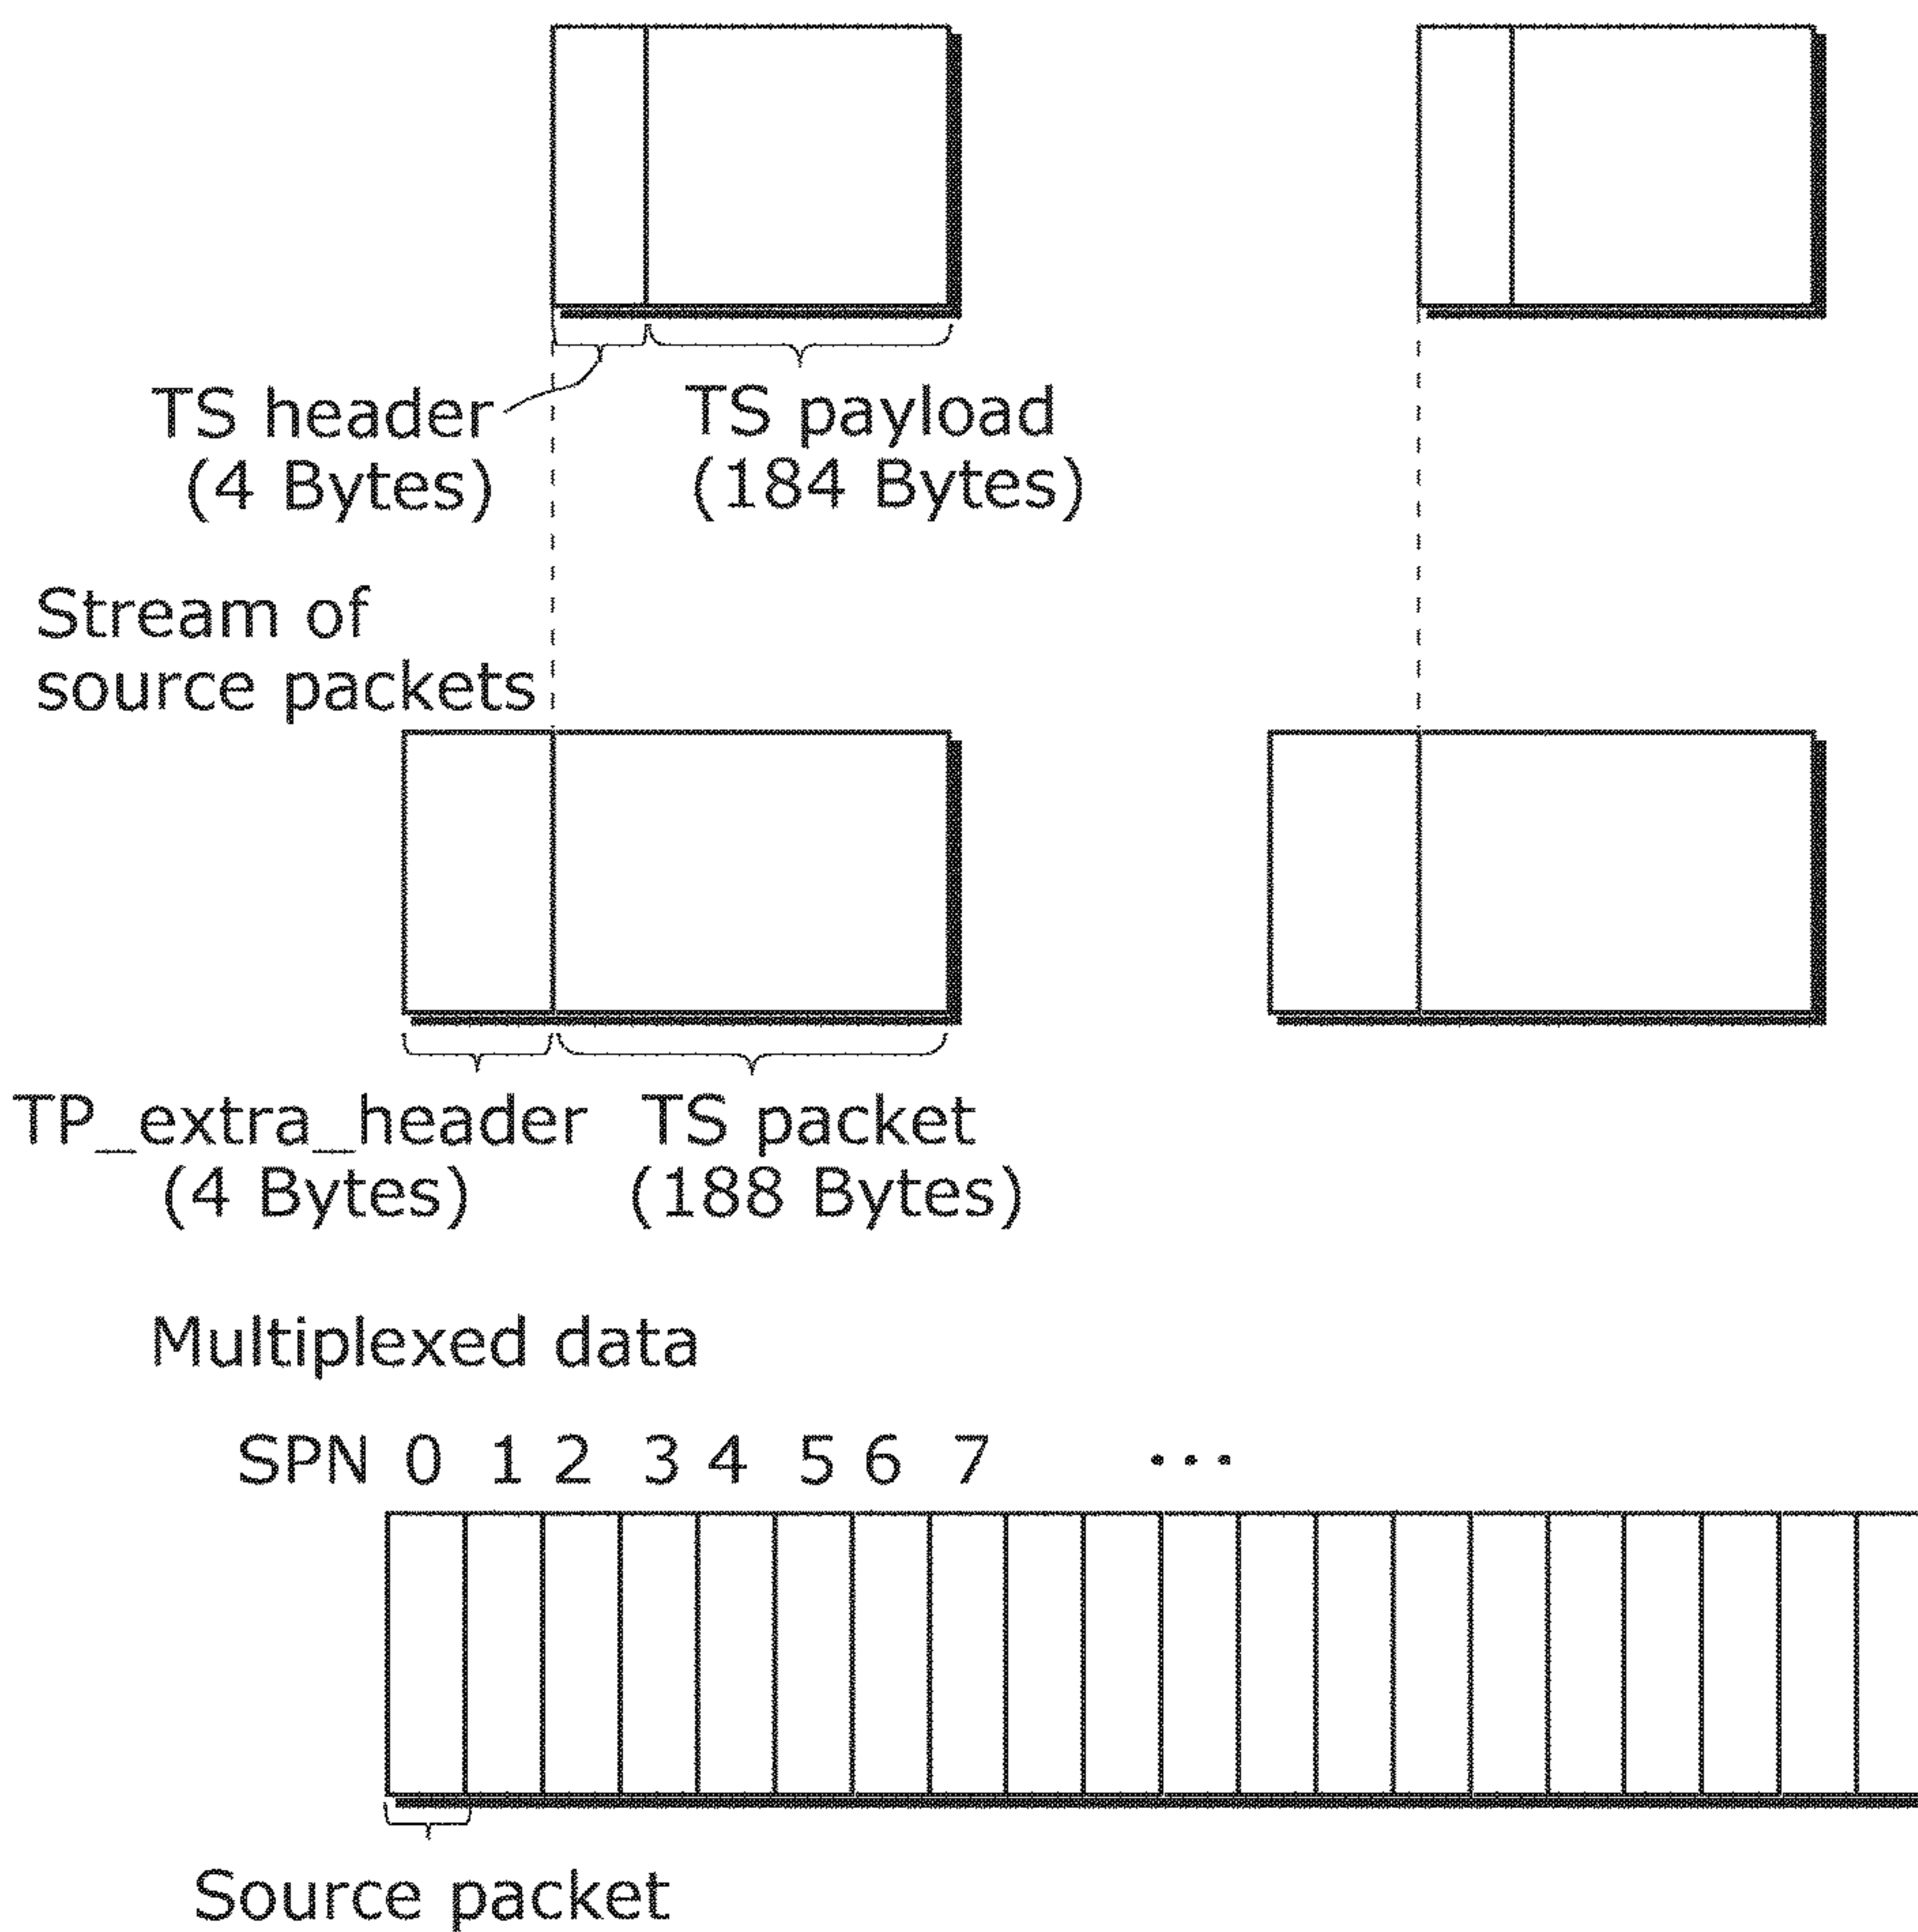 TS header
(4 Bytes)
TS payload
(184 Bytes)
Stream of
source packets
TP_extra_header
(4 Bytes)
TS packet
(188 Bytes)
Multiplexed data
SPN 0 1 2 3 4 5 6 7 ...
Source packet